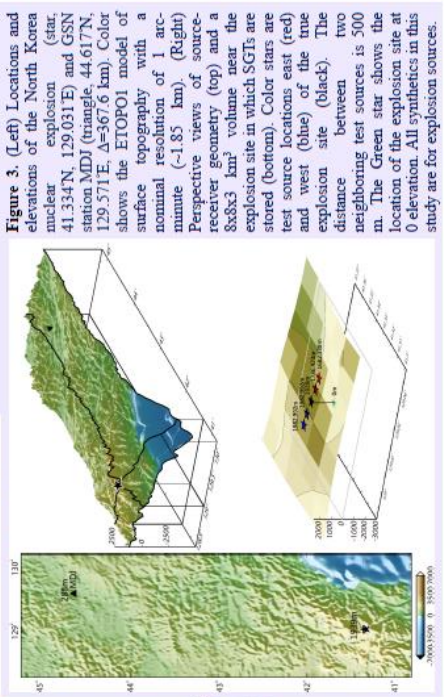 Figure 3. (Left) Locations and
elevations of the North Korea
nuclear explosion (star,
41.334˚N, 129.031˚E) and GSN
station MDJ (triangle, 44.617˚N,
129.571˚E, Δ=367.6 km). Color
shows the ETOPO1 model of
surface topography with a
nominal resolution of 1 arc-
minute (~1.85 km). (Right)
Perspective views of source-
receiver geometry (top) and a
8x8x3 km³ volume near the
explosion site in which SGTs are
stored (bottom). Color stars are
test source locations east (red)
and west (blue) of the true
explosion site (black). The
distance between two
neighboring test sources is 500
m. The Green star shows the
location of the explosion site at
0 elevation. All synthetics in this
study are for explosion sources.
129˚ 130˚
45˚
44˚
43˚
42˚
41˚
MDJ
-2000 -3500 0 3500 7000
2500
0
-2500
2000
1000
0
-1000
-2000
-3000
0m